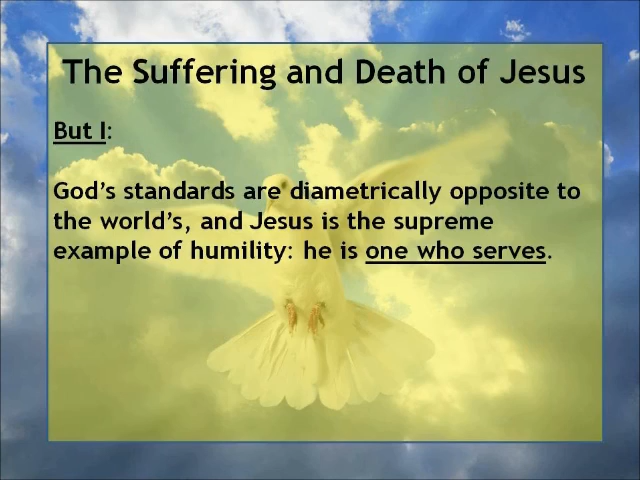 The Suffering and Death of Jesus
But I:
God’s standards are diametrically opposite to
the world’s, and Jesus is the supreme
example of humility: he is one who serves.